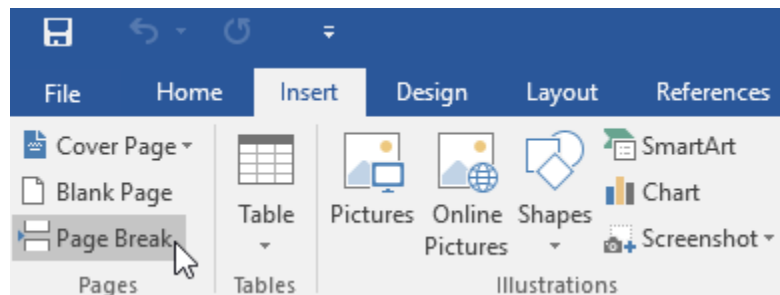 File Home Insert Design Layout References
Cover Page
Blank Page
Page Break
Pages
Table
Tables
Pictures
Online Pictures
Shapes
SmartArt
Chart
Screenshot
Illustrations